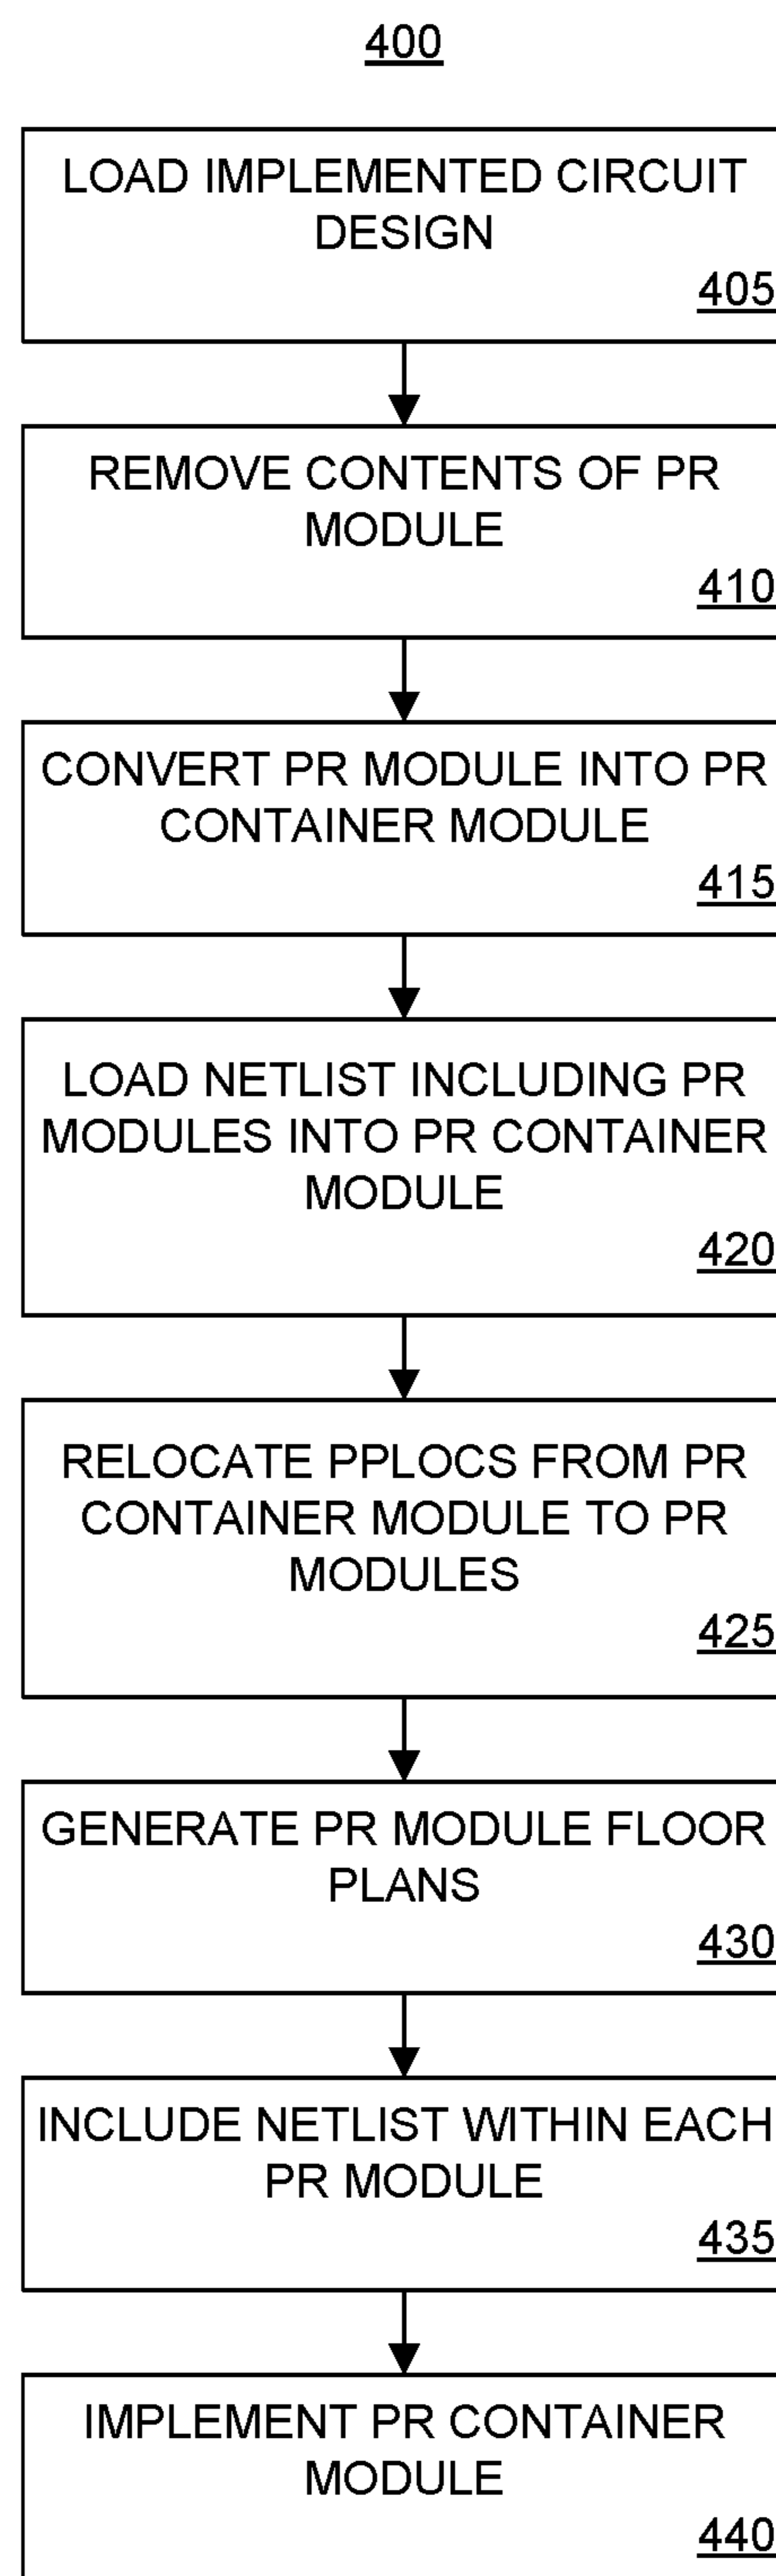 400
LOAD IMPLEMENTED CIRCUIT
DESIGN
405
REMOVE CONTENTS OF PR
MODULE
410
CONVERT PR MODULE INTO PR
CONTAINER MODULE
415
LOAD NETLIST INCLUDING PR
MODULES INTO PR CONTAINER
MODULE
420
RELOCATE PPLOCS FROM PR
CONTAINER MODULE TO PR
MODULES
425
GENERATE PR MODULE FLOOR
PLANS
430
INCLUDE NETLIST WITHIN EACH
PR MODULE
435
IMPLEMENT PR CONTAINER
MODULE
440